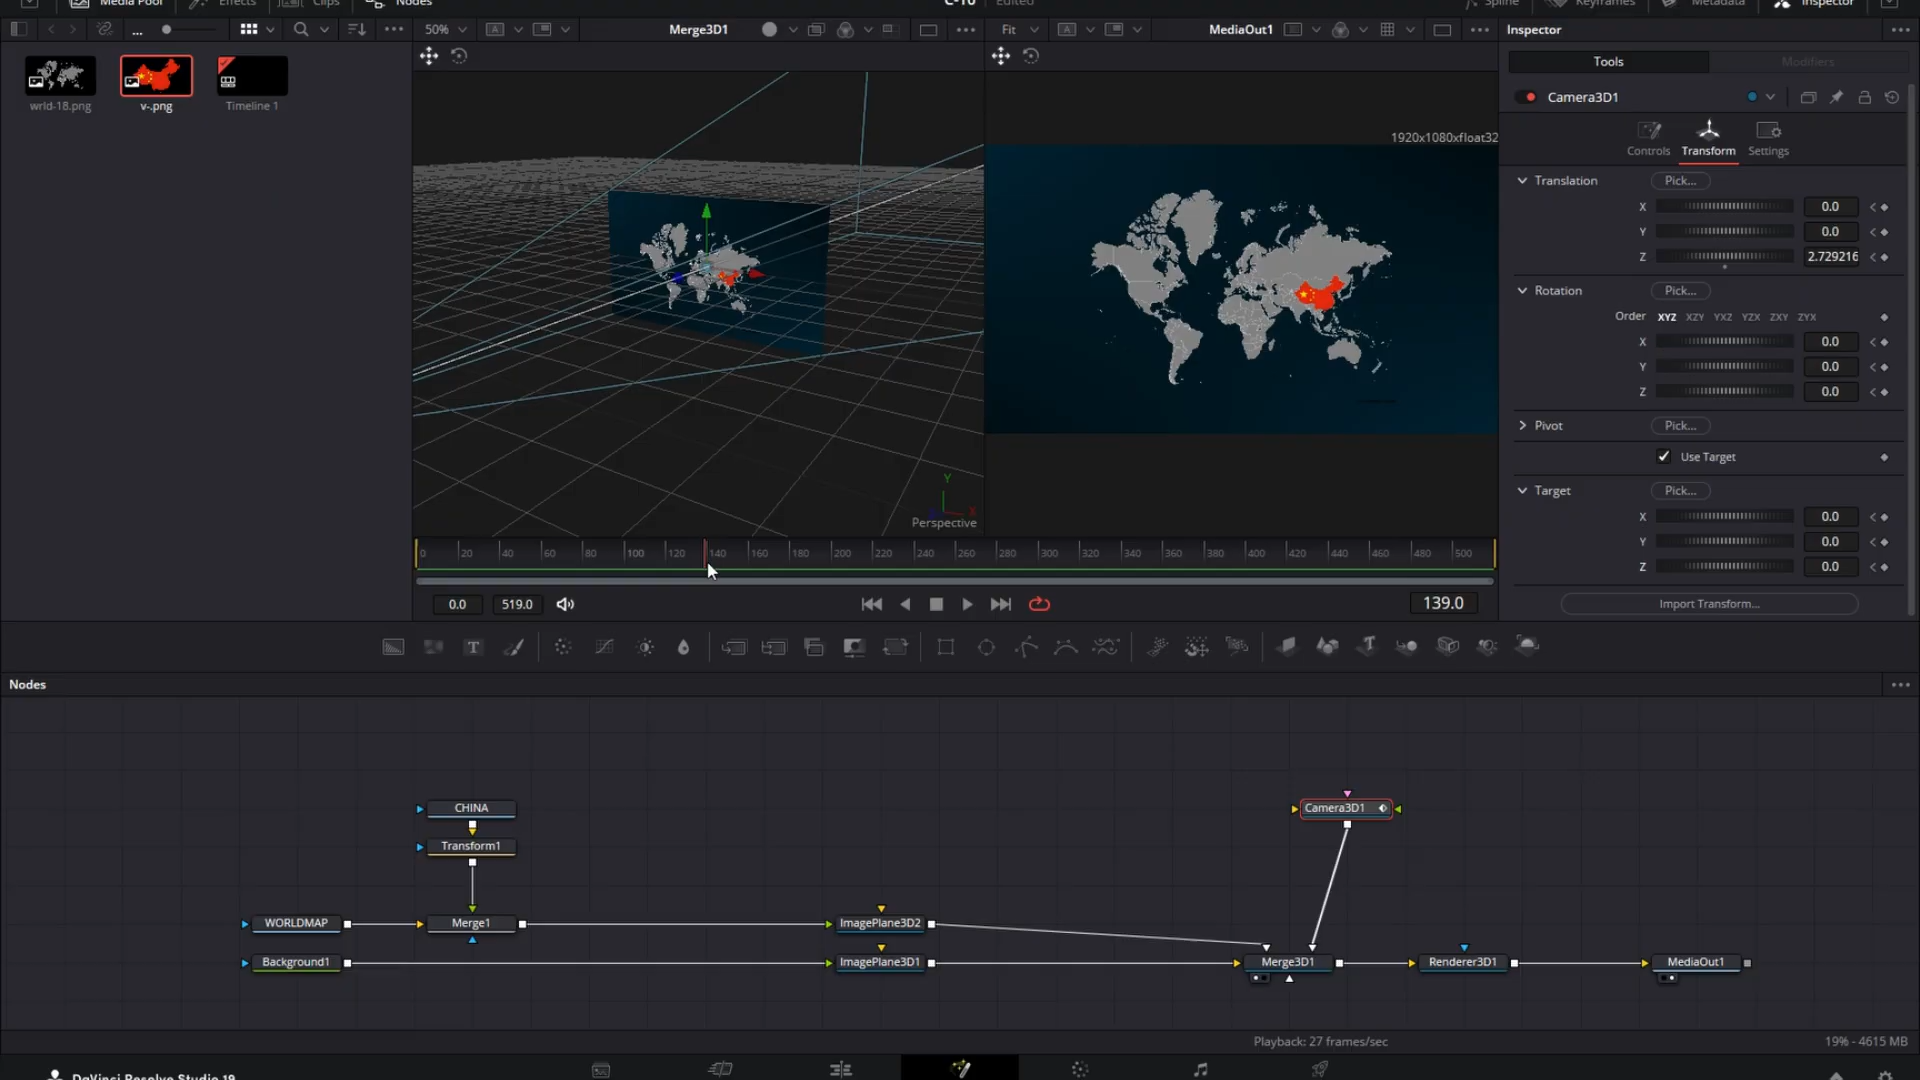 Media Pool Effects Clips Nodes C-10 Edited Spline Keyframes Metadata Inspector
... 50% Merge3D1 Fit MediaOut1 Inspector
Tools Modifiers
wrld-18.png v-.png Timeline 1
Camera3D1
1920x1080xfloat32
Controls Transform Settings
Translation Pick...
X 0.0
Y 0.0
Z 2.729216
Rotation Pick...
Order XYZ XZY YXZ YZX ZXY ZYX
X 0.0
Y 0.0
Z 0.0
Pivot Pick...
Use Target
Target Pick...
X 0.0
Y 0.0
Z 0.0
Import Transform...
Y
X
Perspective
0 20 40 60 80 100 120 140 160 180 200 220 240 260 280 300 320 340 360 380 400 420 440 460 480 500
0.0 519.0 139.0
Nodes
CHINA
Camera3D1
Transform1
WORLDMAP Merge1 ImagePlane3D2
Background1 ImagePlane3D1 Merge3D1 Renderer3D1 MediaOut1
Playback: 27 frames/sec 19% - 4615 MB
DaVinci Resolve Studio 19